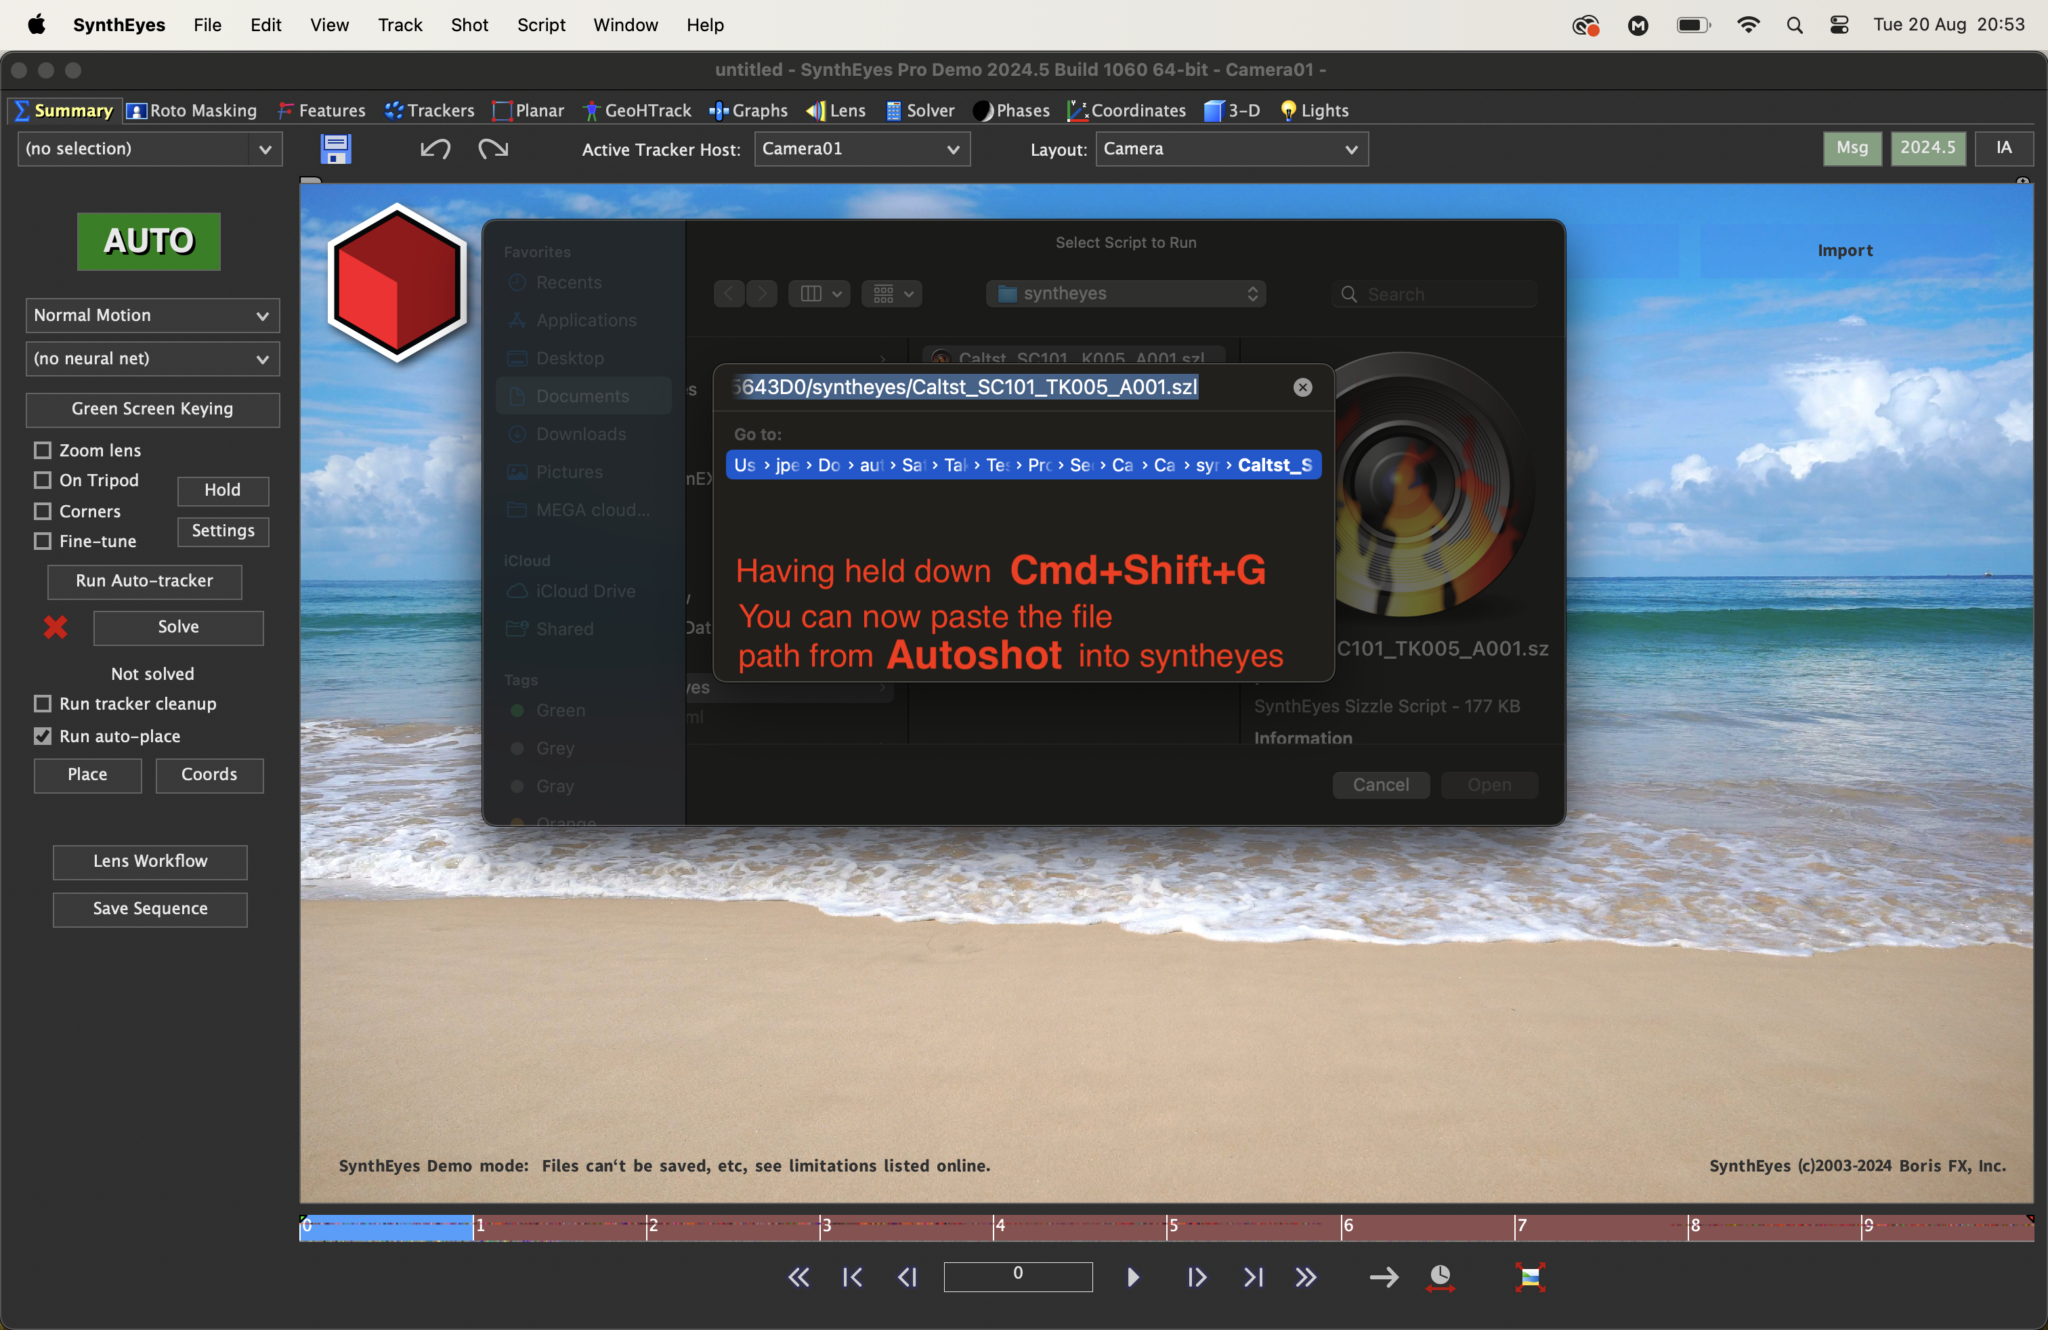 SynthEyes File Edit View Track Shot Script Window Help Tue 20 Aug 20:53
untitled - SynthEyes Pro Demo 2024.5 Build 1060 64-bit - Camera01 -
Summary Roto Masking Features Trackers Planar GeoHTrack Graphs Lens Solver Phases Coordinates 3-D Lights
(no selection) Active Tracker Host: Camera01 Layout: Camera Msg 2024.5 IA
AUTO
Normal Motion
(no neural net)
Green Screen Keying
Zoom lens
On Tripod
Hold
Corners
Settings
Fine-tune
Run Auto-tracker
Solve
Not solved
Run tracker cleanup
Run auto-place
Place Coords
Lens Workflow
Save Sequence
Import
Select Script to Run
syntheyes
Search
Favorites
Recents
Applications
Desktop
Documents
Downloads
Pictures
MEGA cloud...
iCloud
iCloud Drive
Shared
Tags
Green
Grey
Gray
Orange
5643D0/syntheyes/Caltst_SC101_TK005_A001.szl
Go to:
Us › jpe › Do › aut › Sa › Tal › Te › Pro › Se › Ca › Ca › syr › Caltst_S
Having held down Cmd+Shift+G
You can now paste the file
path from Autoshot into syntheyes
C101_TK005_A001.sz
SynthEyes Sizzle Script - 177 KB
Information
Cancel Open
SynthEyes Demo mode: Files can't be saved, etc, see limitations listed online.
SynthEyes (c)2003-2024 Boris FX, Inc.
0 1 2 3 4 5 6 7 8 9
0